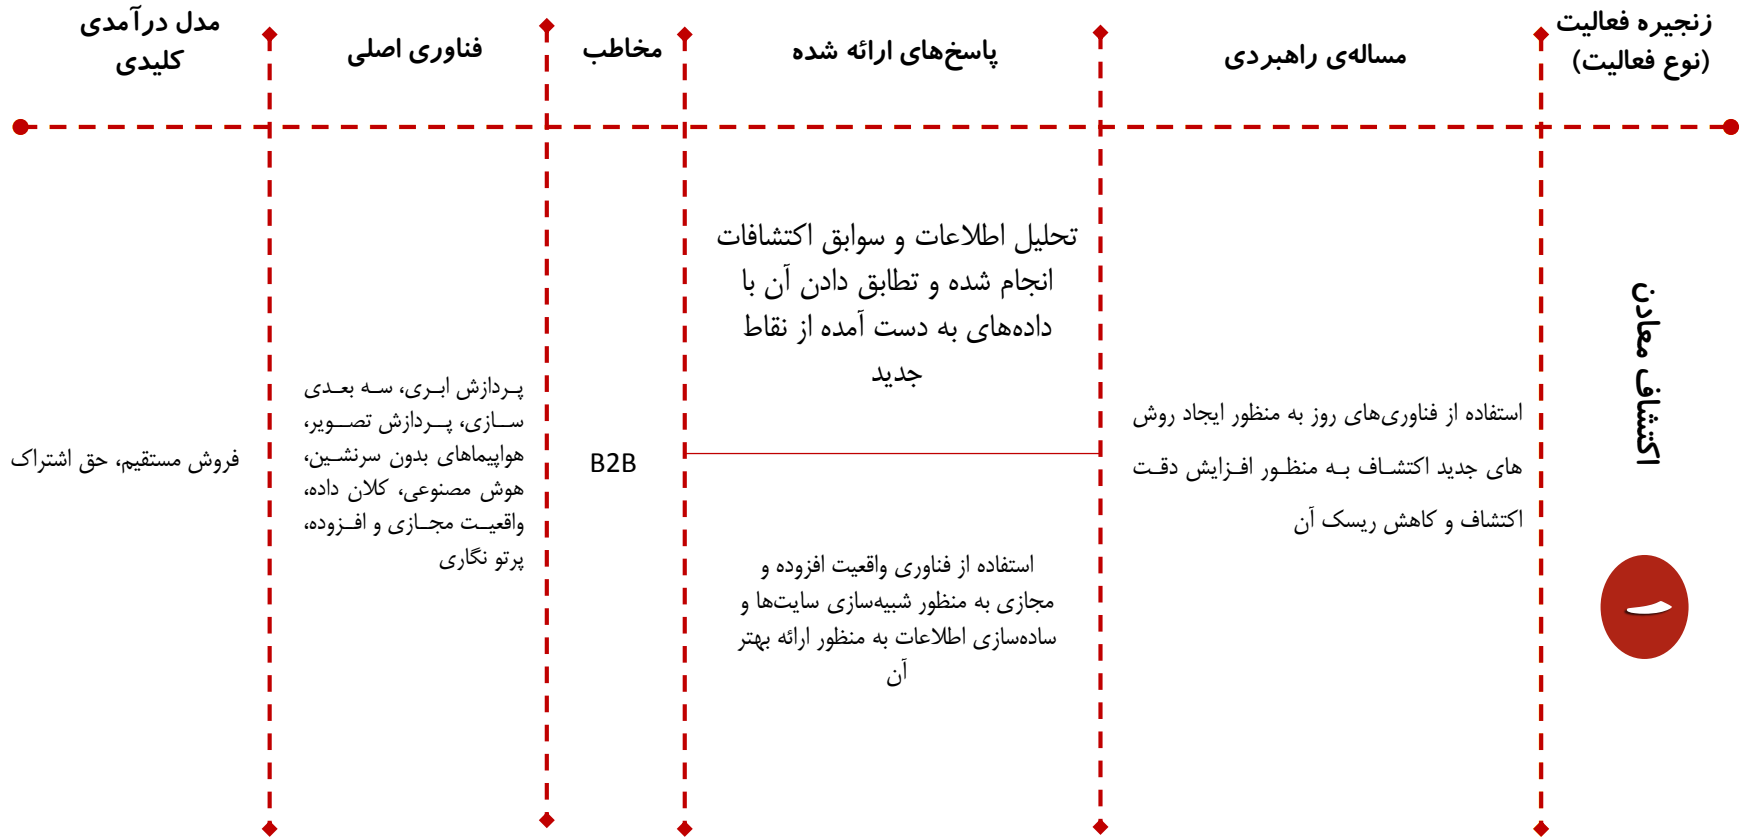 زنجیره فعالیت
(نوع فعالیت)
مساله‌ی راهبردی
پاسخ‌های ارائه شده
مخاطب
فناوری اصلی
مدل درآمدی
کلیدی
اکتشاف معادن
۱
استفاده از فناوری‌های روز به منظور ایجاد روش
های جدید اکتشاف به منظور افزایش دقت
اکتشاف و کاهش ریسک آن
تحلیل اطلاعات و سوابق اکتشافات
انجام شده و تطابق دادن آن با
داده‌های به دست آمده از نقاط
جدید
استفاده از فناوری واقعیت افزوده و
مجازی به منظور شبیه‌سازی سایت‌ها و
ساده‌سازی اطلاعات به منظور ارائه بهتر
آن
B2B
پردازش ابری، سه بعدی
سازی، پردازش تصویر،
هواپیماهای بدون سرنشین،
هوش مصنوعی، کلان داده،
واقعیت مجازی و افزوده،
پرتو نگاری
فروش مستقیم، حق اشتراک